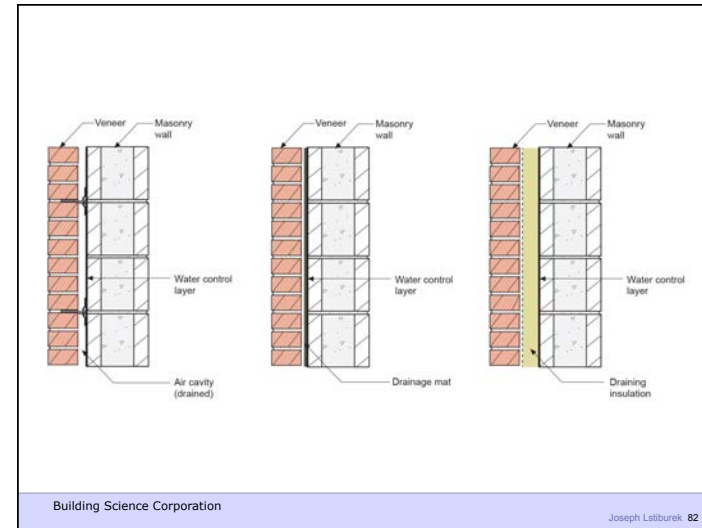 Veneer
Masonry
wall
Water control
layer
Air cavity
(drained)
Veneer
Masonry
wall
Water control
layer
Drainage mat
Veneer
Masonry
wall
Water control
layer
Draining
insulation
Building Science Corporation
Joseph Lstiburek 82